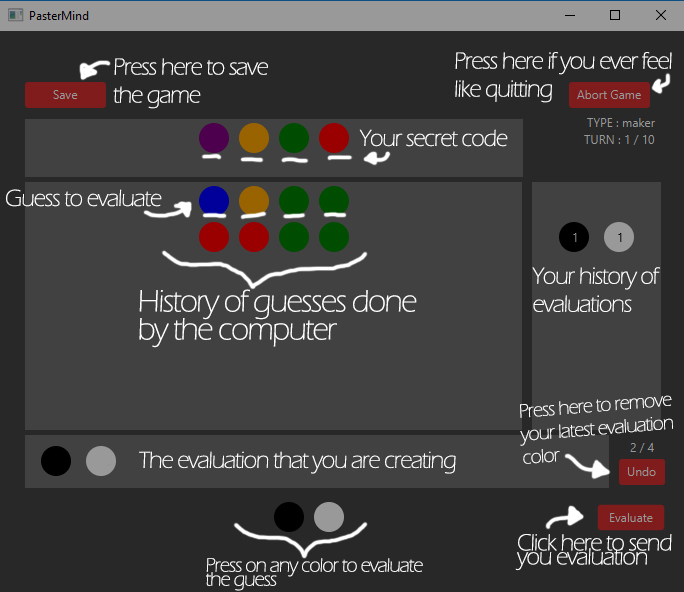 PasterMind
Press here to save
the game
Press here if you ever feel
like quitting
Save
Abort Game
TYPE : maker
TURN : 1 / 10
Your secret code
Guess to evaluate
1 1
Your history of
evaluations
History of guesses done
by the computer
Press here to remove
your latest evaluation
color
2 / 4
Undo
The evaluation that you are creating
Evaluate
Click here to send
you evaluation
Press on any color to evaluate
the guess